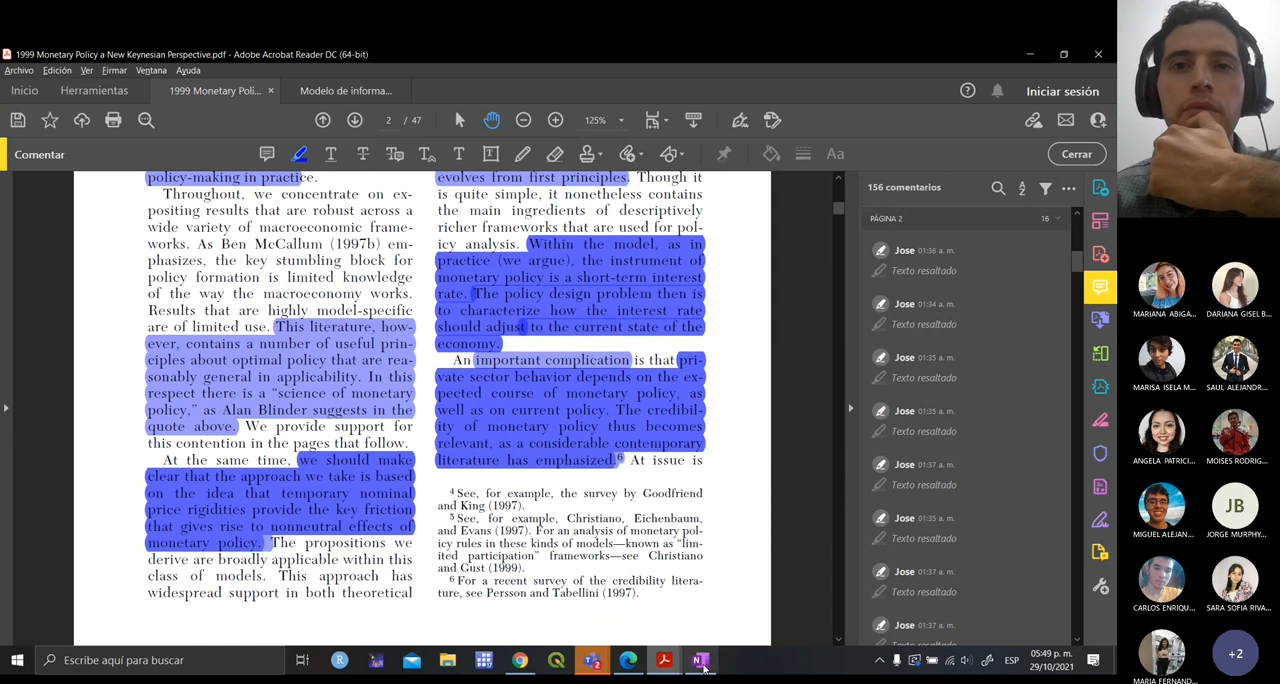 1999 Monetary Policy a New Keynesian Perspective.pdf - Adobe Acrobat Reader DC (64-bit)
Archivo Edición Ver Firmar Ventana Ayuda
Inicio Herramientas 1999 Monetary Poli... × Modelo de informa...
Iniciar sesión
2 / 47 125%
Comentar
Cerrar
policy-making in practice.
Throughout, we concentrate on ex-
positing results that are robust across a
wide variety of macroeconomic frame-
works. As Ben McCallum (1997b) em-
phasizes, the key stumbling block for
policy formation is limited knowledge
of the way the macroeconomy works.
Results that are highly model-specific
are of limited use. This literature, how-
ever, contains a number of useful prin-
ciples about optimal policy that are rea-
sonably general in applicability. In this
respect there is a “science of monetary
policy,” as Alan Blinder suggests in the
quote above. We provide support for
this contention in the pages that follow.
At the same time, we should make
clear that the approach we take is based
on the idea that temporary nominal
price rigidities provide the key friction
that gives rise to nonneutral effects of
monetary policy. The propositions we
derive are broadly applicable within this
class of models. This approach has
widespread support in both theoretical
evolves from first principles. Though it
is quite simple, it nonetheless contains
the main ingredients of descriptively
richer frameworks that are used for pol-
icy analysis. Within the model, as in
practice (we argue), the instrument of
monetary policy is a short-term interest
rate. The policy design problem then is
to characterize how the interest rate
should adjust to the current state of the
economy.
An important complication is that pri-
vate sector behavior depends on the ex-
pected course of monetary policy, as
well as on current policy. The credibil-
ity of monetary policy thus becomes
relevant, as a considerable contemporary
literature has emphasized.6 At issue is
4 See, for example, the survey by Goodfriend
and King (1997).
5 See, for example, Christiano, Eichenbaum,
and Evans (1997). For an analysis of monetary pol-
icy rules in these kinds of models—known as “lim-
ited participation” frameworks—see Christiano
and Gust (1999).
6 For a recent survey of the credibility litera-
ture, see Persson and Tabellini (1997).
156 comentarios
PÁGINA 2 16
Jose 01:36 a. m.
Texto resaltado
Jose 01:34 a. m.
Texto resaltado
Jose 01:35 a. m.
Texto resaltado
Jose 01:35 a. m.
Texto resaltado
Jose 01:37 a. m.
Texto resaltado
Jose 01:35 a. m.
Texto resaltado
Jose 01:37 a. m.
Texto resaltado
Jose 01:37 a. m.
Texto resaltado
MARIANA ABIGA... DARIANA GISEL B...
MARISA ISELA M... SAUL ALEJANDR...
ANGELA PATRICI... MOISES RODRIG...
JB
MIGUEL ALEJAN... JORGE MURPHY...
CARLOS ENRIQU... SARA SOFIA RIVA...
+2
MARIA FERNAND...
Escribe aquí para buscar
ESP
05:49 p. m.
29/10/2021